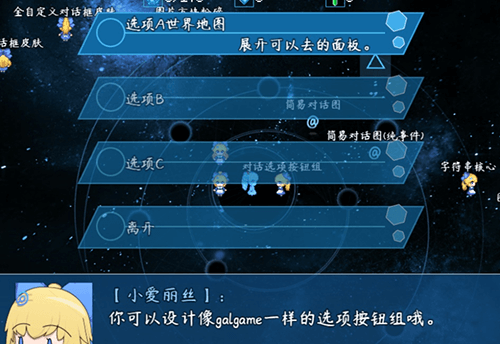 全自定义对话框皮肤
选项A世界地图
展开可以去的面板。
话框皮肤
选项B
简易对话图
@
简易对话图(纯事件)
@
选项C
对话选项按钮组
字符串核心
离开
【小爱丽丝】:
你可以设计像galgame一样的选项按钮组哦。